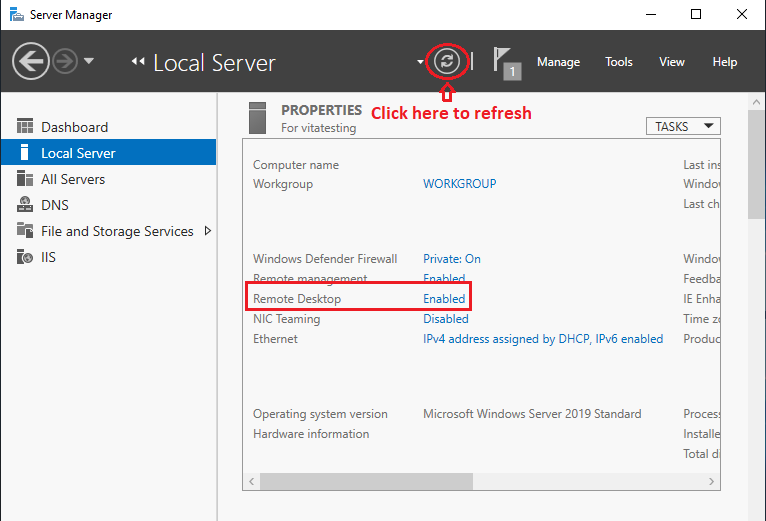 Server Manager
Local Server
1
Manage Tools View Help
Click here to refresh
PROPERTIES
For vitatesting
TASKS
Dashboard
Local Server
All Servers
DNS
File and Storage Services
IIS
Computer name
Last ins
Workgroup WORKGROUP
Window
Last ch
Windows Defender Firewall Private: On
Window
Remote management Enabled
Feedba
Remote Desktop Enabled
IE Enha
NIC Teaming Disabled
Time zo
Ethernet IPv4 address assigned by DHCP, IPv6 enabled
Produc
Operating system version Microsoft Windows Server 2019 Standard
Process
Hardware information
Installe
Total di